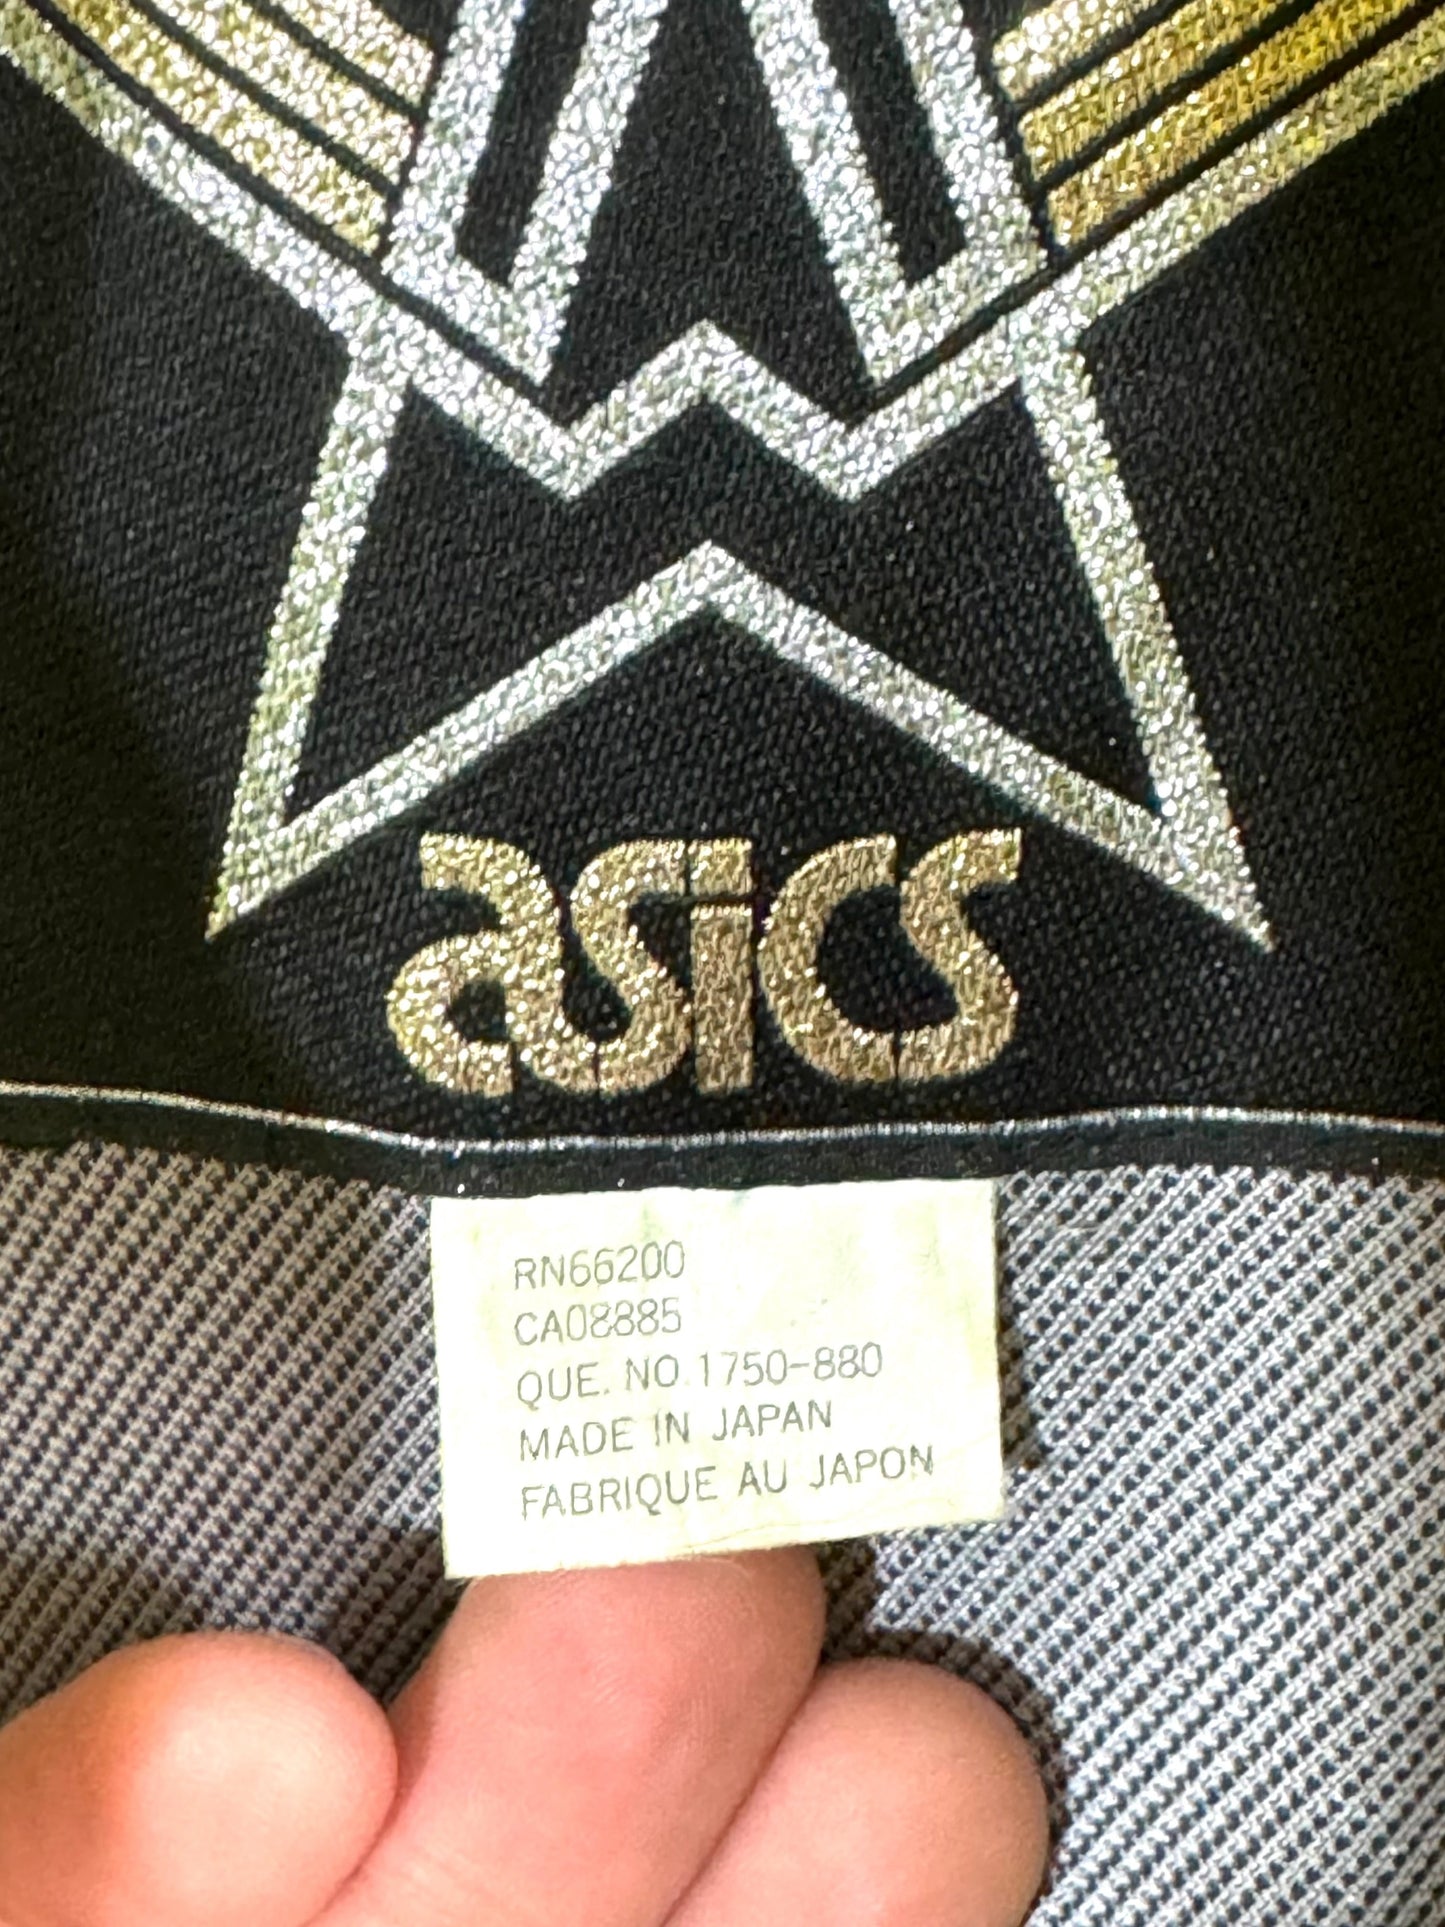 asics
RN66200
CA08885
QUE. NO.1750-880
MADE IN JAPAN
FABRIQUE AU JAPON